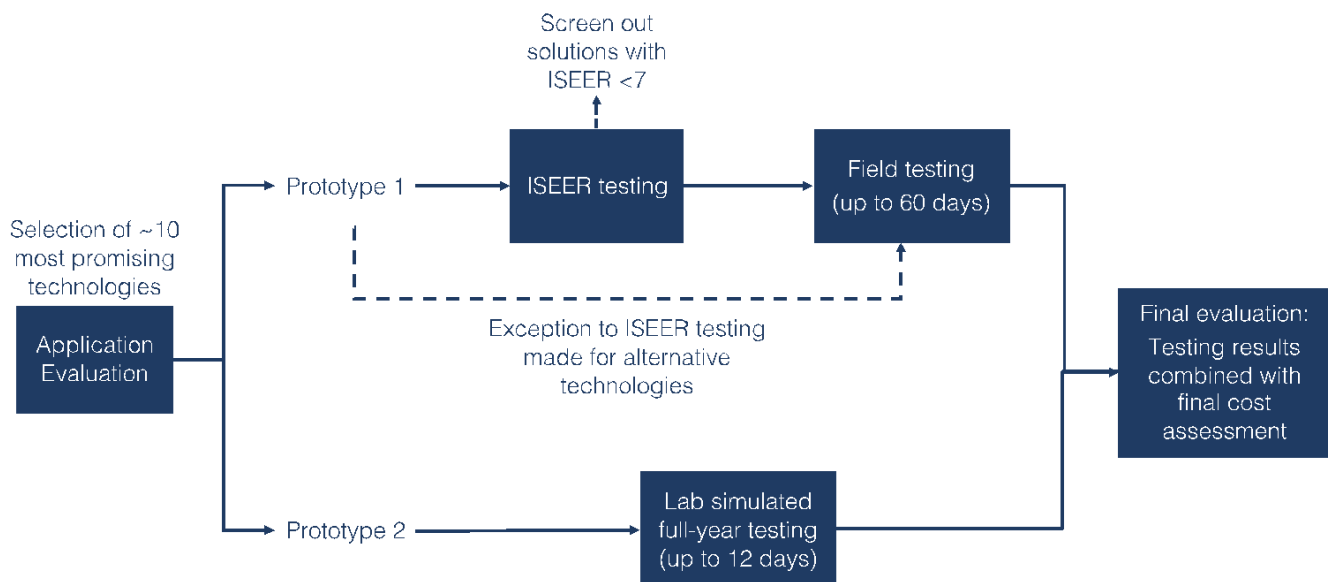 Screen out
solutions with
ISEER <7
Prototype 1
ISEER testing
Field testing
(up to 60 days)
Selection of ~10
most promising
technologies
Application
Evaluation
Exception to ISEER testing
made for alternative
technologies
Final evaluation:
Testing results
combined with
final cost
assessment
Prototype 2
Lab simulated
full-year testing
(up to 12 days)